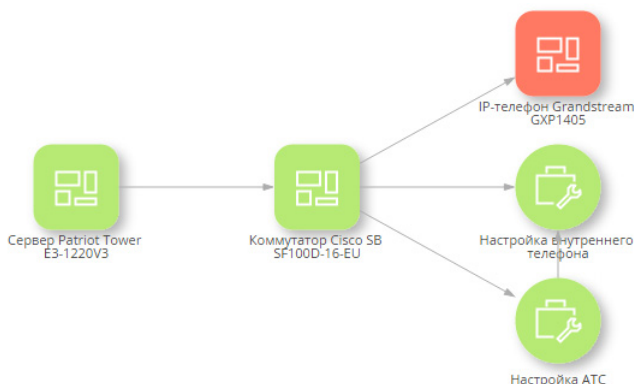 IP-телефон Grandstream
GXP1405
Сервер Patriot Tower
E3-1220V3
Коммутатор Cisco SB
SF100D-16-EU
Настройка внутреннего
телефона
Настройка АТС